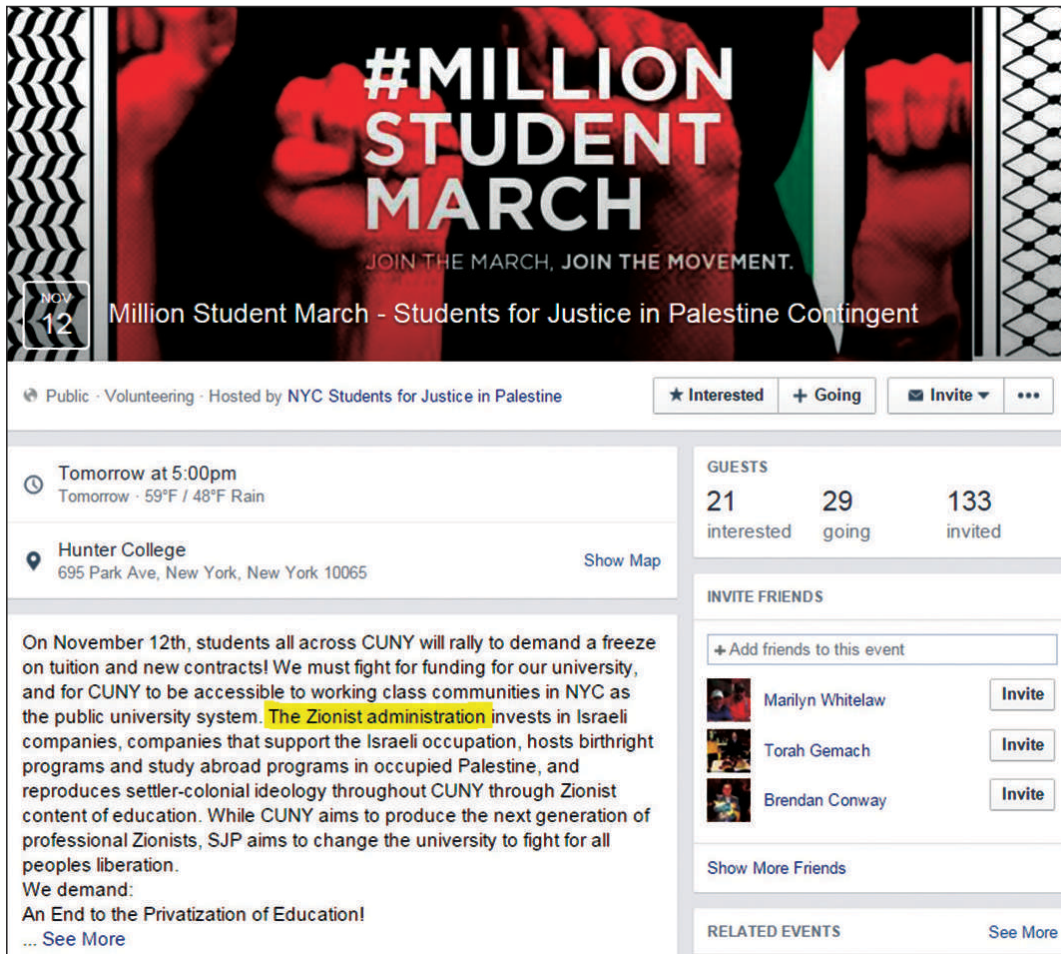 #MILLION
STUDENT
MARCH
JOIN THE MARCH, JOIN THE MOVEMENT.
NOV
12
Million Student March - Students for Justice in Palestine Contingent
Public · Volunteering · Hosted by NYC Students for Justice in Palestine
★ Interested
+ Going
Invite
...
Tomorrow at 5:00pm
Tomorrow · 59°F / 48°F Rain
Hunter College
695 Park Ave, New York, New York 10065
Show Map
On November 12th, students all across CUNY will rally to demand a freeze
on tuition and new contracts! We must fight for funding for our university,
and for CUNY to be accessible to working class communities in NYC as
the public university system. The Zionist administration invests in Israeli
companies, companies that support the Israeli occupation, hosts birthright
programs and study abroad programs in occupied Palestine, and
reproduces settler-colonial ideology throughout CUNY through Zionist
content of education. While CUNY aims to produce the next generation of
professional Zionists, SJP aims to change the university to fight for all
peoples liberation.
We demand:
An End to the Privatization of Education!
... See More
GUESTS
21 29 133
interested going invited
INVITE FRIENDS
+ Add friends to this event
Marilyn Whitelaw Invite
Torah Gemach Invite
Brendan Conway Invite
Show More Friends
RELATED EVENTS See More